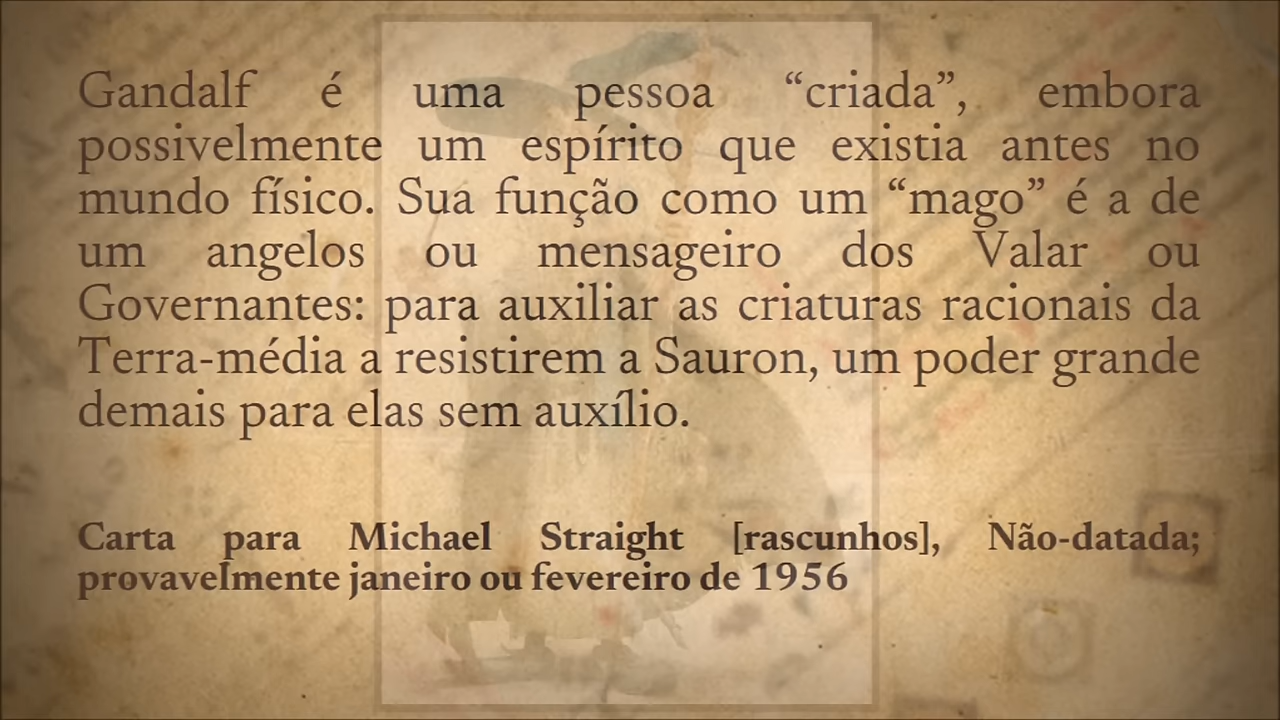 Gandalf é uma pessoa “criada”, embora
possivelmente um espírito que existia antes no
mundo físico. Sua função como um “mago” é a de
um angelos ou mensageiro dos Valar ou
Governantes: para auxiliar as criaturas racionais da
Terra-média a resistirem a Sauron, um poder grande
demais para elas sem auxílio.
Carta para Michael Straight [rascunhos], Não-datada;
provavelmente janeiro ou fevereiro de 1956